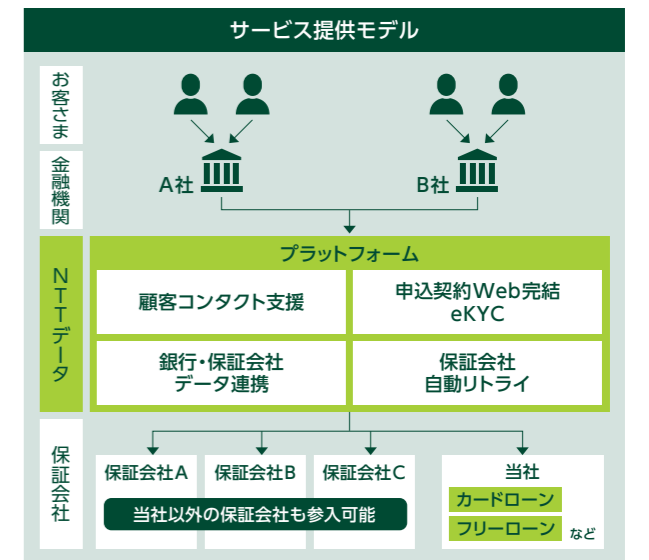 サービス提供モデル
お客さま
金融機関
A社
B社
NTTデータ
プラットフォーム
顧客コンタクト支援
申込契約Web完結
eKYC
銀行・保証会社
データ連携
保証会社
自動リトライ
保証会社
保証会社A
保証会社B
保証会社C
当社以外の保証会社も参入可能
当社
カードローン
フリーローン
など